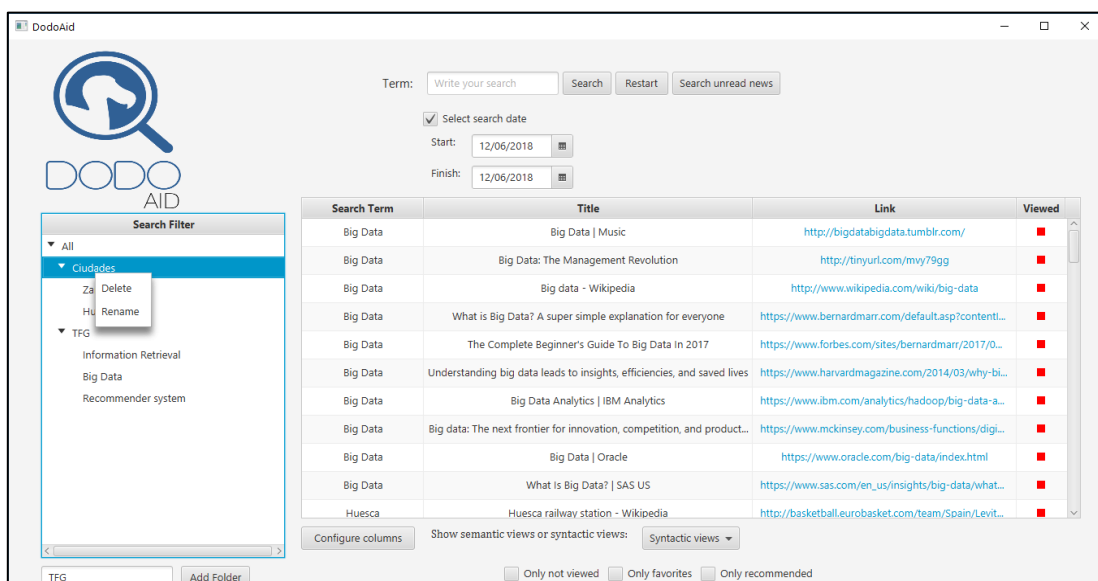 DodoAid
DODO
AID
Term:
Write your search
Search
Restart
Search unread news
Select search date
Start:
12/06/2018
Finish:
12/06/2018
Search Filter
All
Ciudades
Za
Hu
Delete
Rename
TFG
Information Retrieval
Big Data
Recommender system
TFG
Add Folder
Search Term Title Link Viewed
Big Data Big Data | Music http://bigdatabigdata.tumblr.com/
Big Data Big Data: The Management Revolution http://tinyurl.com/mvy79gg
Big Data Big data - Wikipedia http://www.wikipedia.com/wiki/big-data
Big Data What is Big Data? A super simple explanation for everyone https://www.bernardmarr.com/default.asp?contentI...
Big Data The Complete Beginner's Guide To Big Data In 2017 https://www.forbes.com/sites/bernardmarr/2017/0...
Big Data Understanding big data leads to insights, efficiencies, and saved lives https://www.harvardmagazine.com/2014/03/why-bi...
Big Data Big Data Analytics | IBM Analytics https://www.ibm.com/analytics/hadoop/big-data-a...
Big Data Big data: The next frontier for innovation, competition, and product... https://www.mckinsey.com/business-functions/digi...
Big Data Big Data | Oracle https://www.oracle.com/big-data/index.html
Big Data What Is Big Data? | SAS US https://www.sas.com/en_us/insights/big-data/what...
Huesca Huesca railway station - Wikipedia http://basketball.eurobasket.com/team/Spain/Levit...
Configure columns
Show semantic views or syntactic views:
Syntactic views
Only not viewed
Only favorites
Only recommended